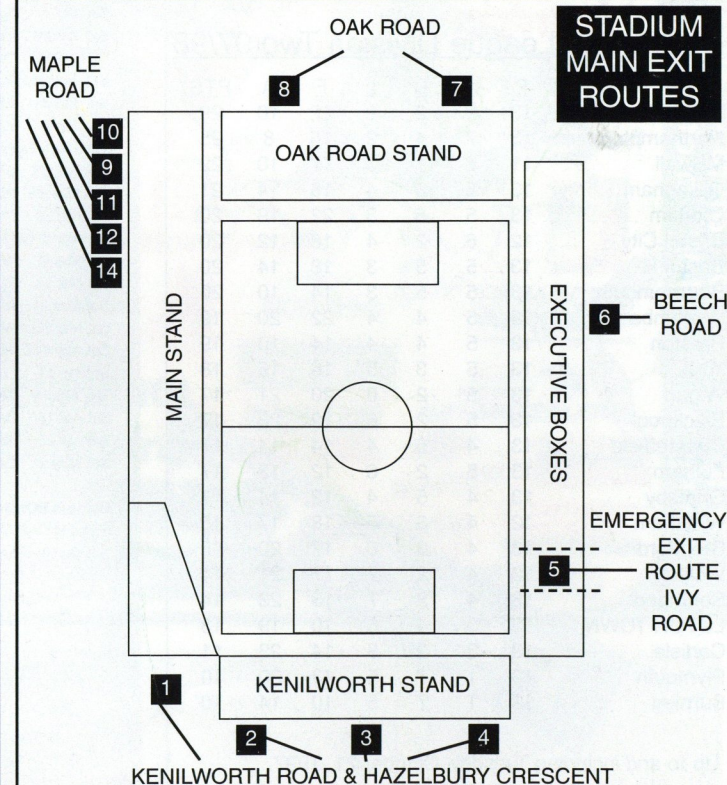 STADIUM
MAIN EXIT
ROUTES
OAK ROAD
8
7
MAPLE
ROAD
10
9
11
12
14
OAK ROAD STAND
MAIN STAND
EXECUTIVE BOXES
6
BEECH
ROAD
EMERGENCY
EXIT
5
ROUTE
IVY
ROAD
1
KENILWORTH STAND
2
3
4
KENILWORTH ROAD & HAZELBURY CRESCENT